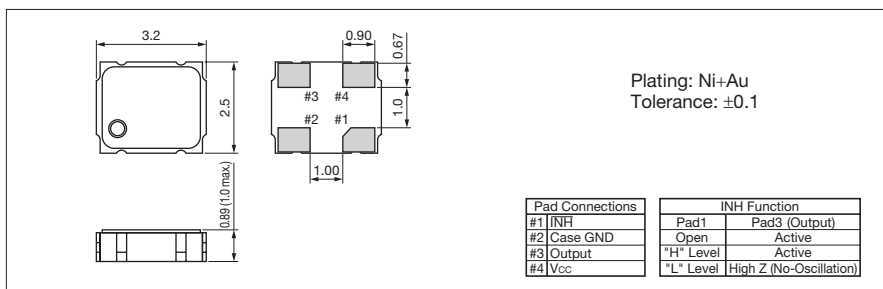 3.2
2.5
0.89 (1.0 max.)
0.90
0.67
#3 #4
#2 #1
1.0
1.00
Plating: Ni+Au
Tolerance: ±0.1
Pad Connections
#1 INH
#2 Case GND
#3 Output
#4 Vcc
INH Function
Pad1 Pad3 (Output)
Open Active
"H" Level Active
"L" Level High Z (No-Oscillation)